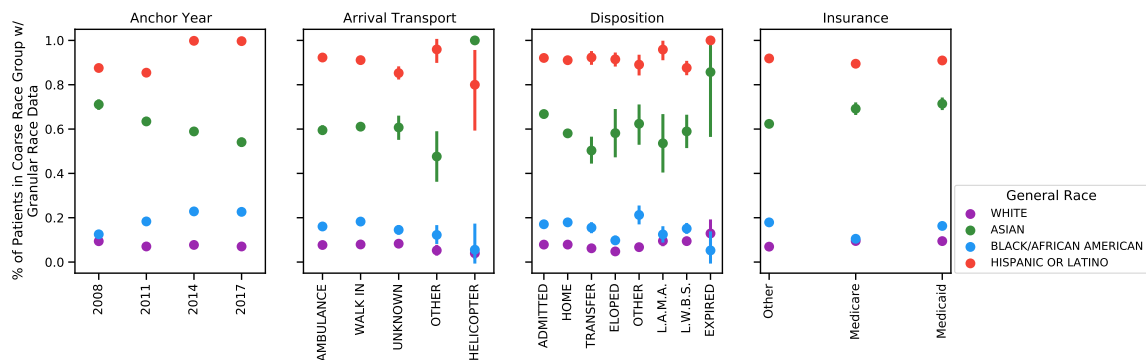 Anchor Year
Arrival Transport
Disposition
Insurance
% of Patients in Coarse Race Group w/
Granular Race Data
1.0
0.8
0.6
0.4
0.2
0.0
2008
2011
2014
2017
AMBULANCE
WALK IN
UNKNOWN
OTHER
HELICOPTER
ADMITTED
HOME
TRANSFER
ELOPED
OTHER
L.A.M.A.
L.W.B.S.
EXPIRED
Other
Medicare
Medicaid
General Race
WHITE
ASIAN
BLACK/AFRICAN AMERICAN
HISPANIC OR LATINO